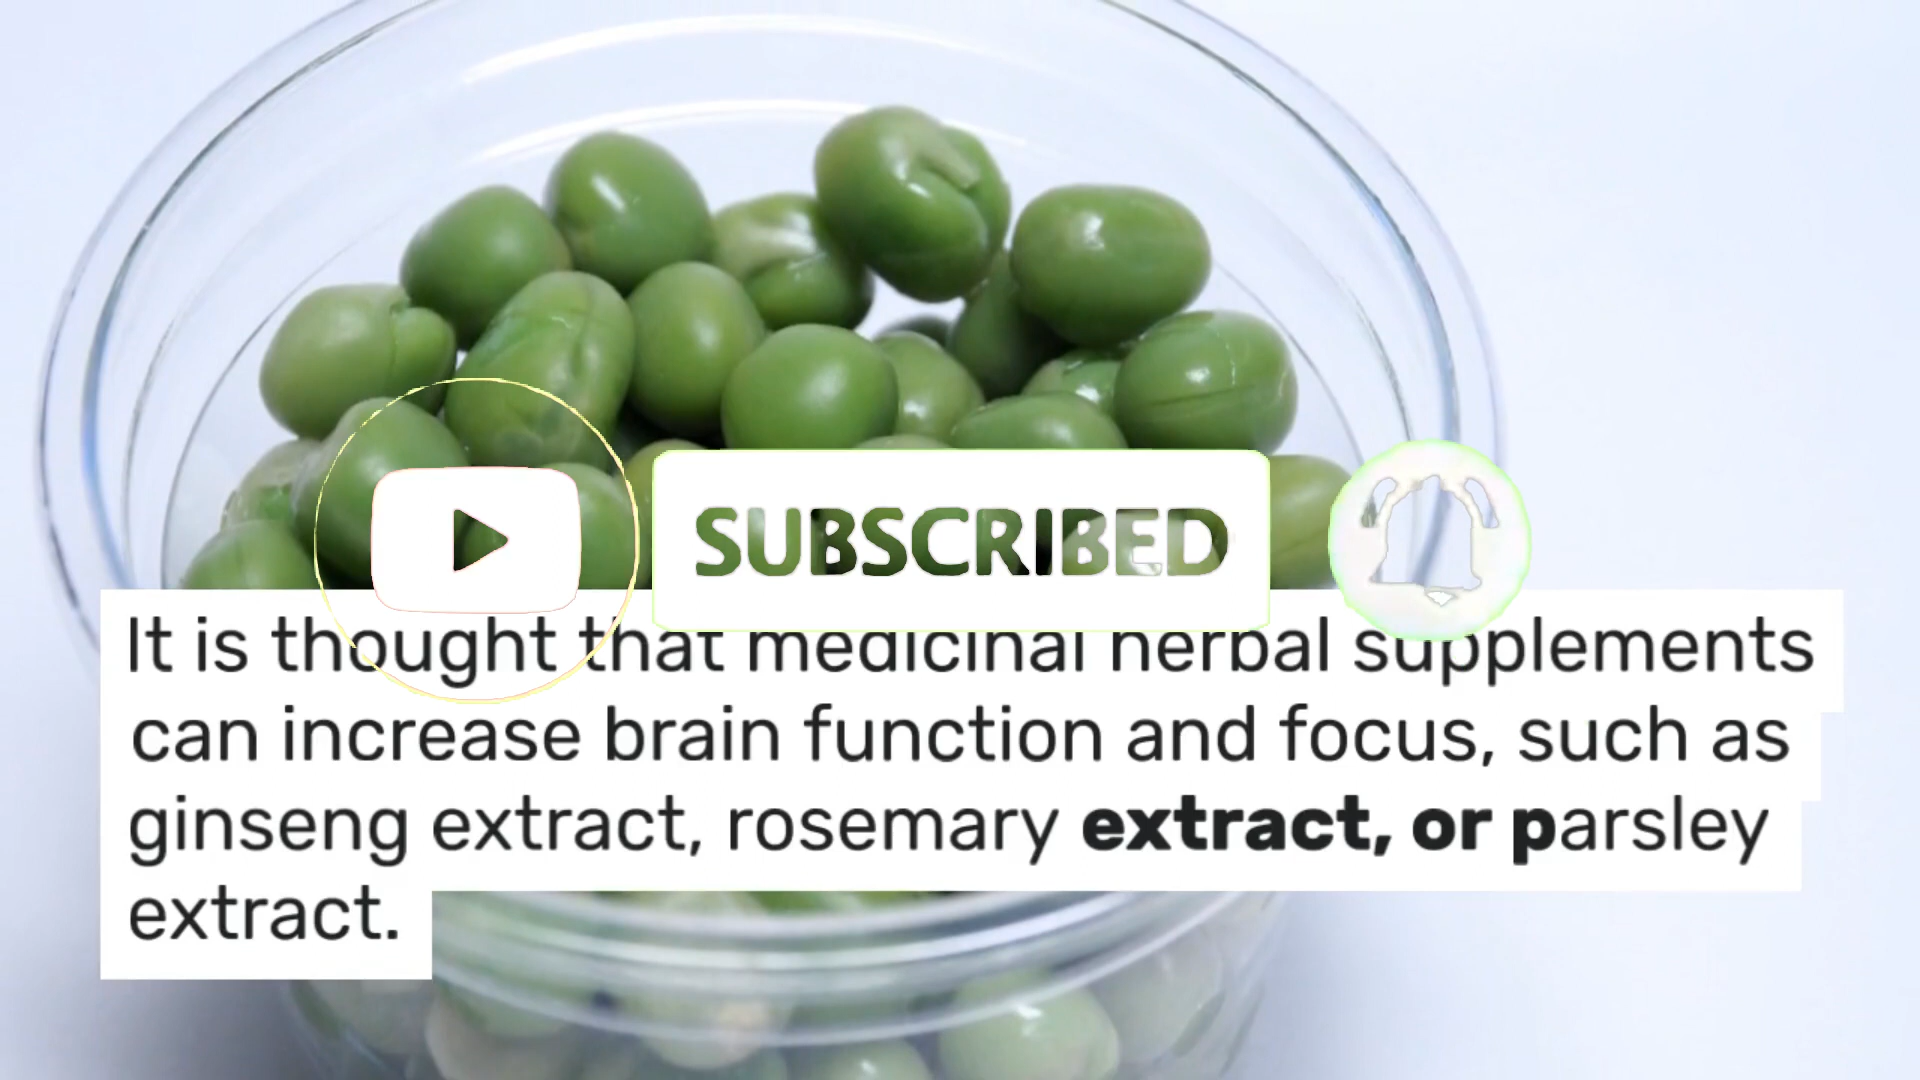 SUBSCRIBED
It is thought that medicinal herbal supplements
can increase brain function and focus, such as
ginseng extract, rosemary extract, or parsley
extract.